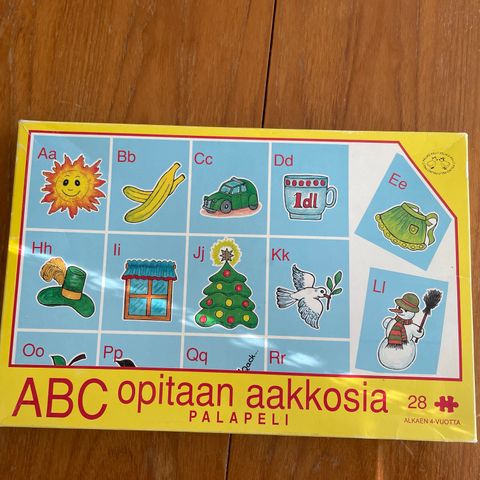 Aa Bb Cc Dd Ee
1dl
Hh Ii Jj Kk Ll
Oo Pp Qq Rr
ABC opitaan aakkosia
PALAPELI
28
ALKAEN 4-VUOTTA